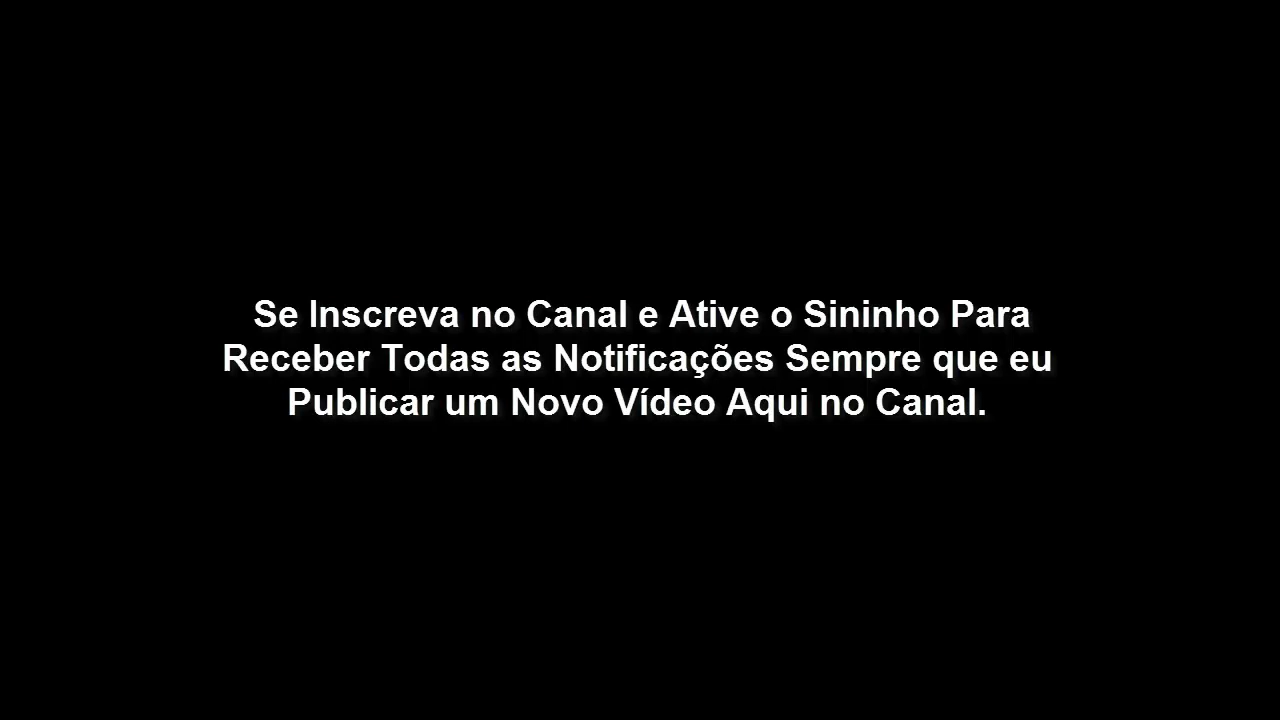 Se Inscreva no Canal e Ative o Sininho Para
Receber Todas as Notificações Sempre que eu
Publicar um Novo Vídeo Aqui no Canal.